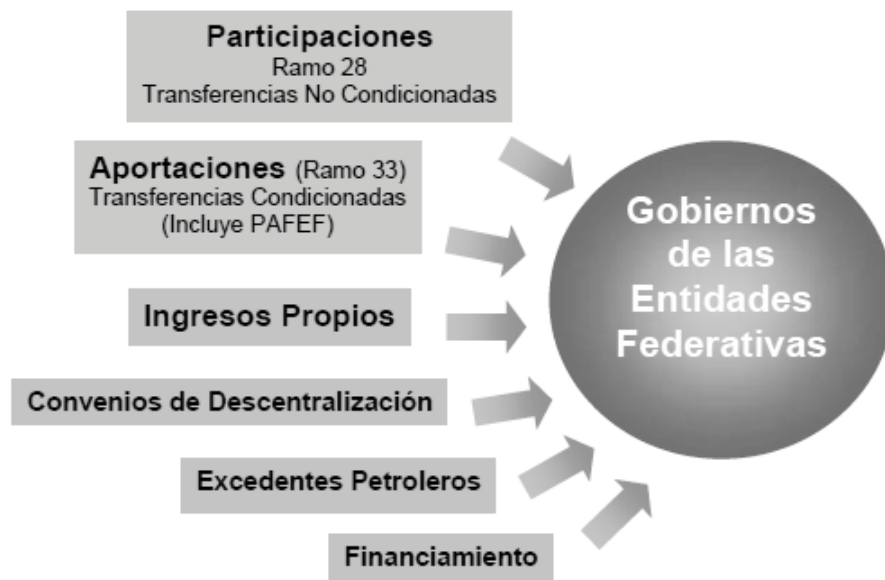 Participaciones
Ramo 28
Transferencias No Condicionadas
Aportaciones (Ramo 33)
Transferencias Condicionadas
(Incluye PAFEF)
Ingresos Propios
Convenios de Descentralización
Excedentes Petroleros
Financiamiento
Gobiernos
de las
Entidades
Federativas